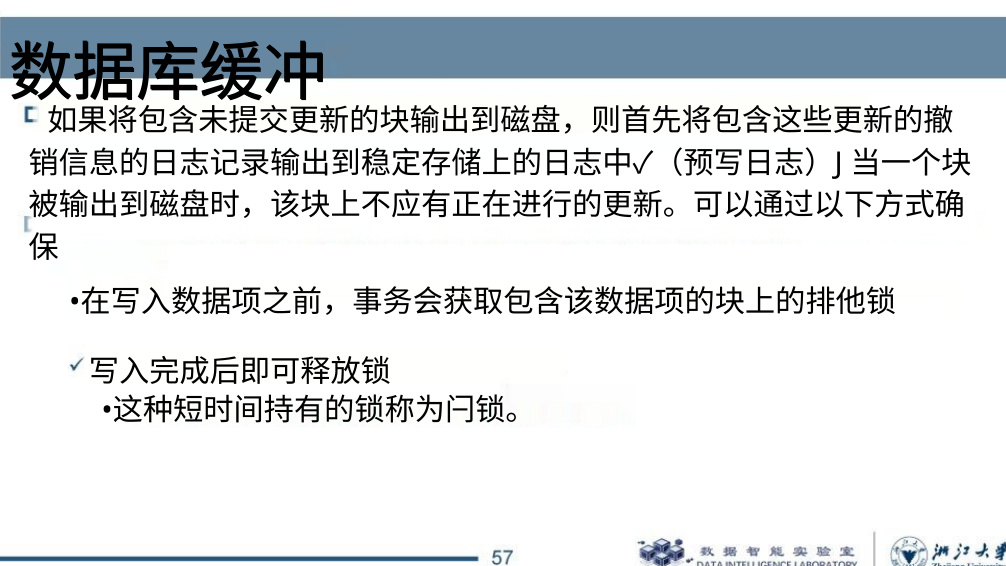 数据库缓冲
如果将包含未提交更新的块输出到磁盘，则首先将包含这些更新的撤
销信息的日志记录输出到稳定存储上的日志中✓（预写日志）J 当一个块
被输出到磁盘时，该块上不应有正在进行的更新。可以通过以下方式确
保
•在写入数据项之前，事务会获取包含该数据项的块上的排他锁
✓写入完成后即可释放锁
•这种短时间持有的锁称为闩锁。
57
数据智能实验室
DATA INTELLIGENCE LABORATORY
浙江大学
Zhejiang University